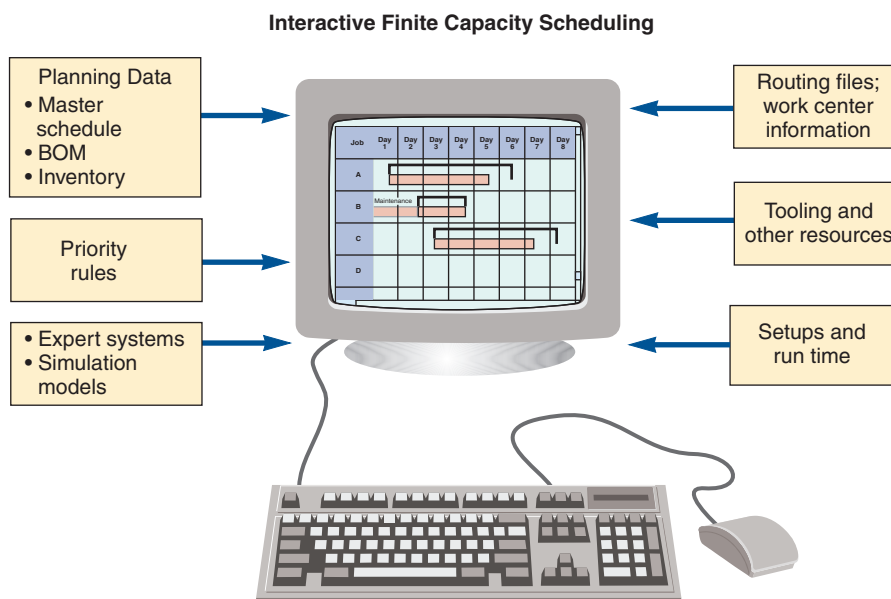 Interactive Finite Capacity Scheduling
Planning Data
• Master
schedule
• BOM
• Inventory
Priority
rules
• Expert systems
• Simulation
models
Job
Day
1
Day
2
Day
3
Day
4
Day
5
Day
6
Day
7
Day
8
A
B
Maintenance
C
D
Routing files;
work center
information
Tooling and
other resources
Setups and
run time